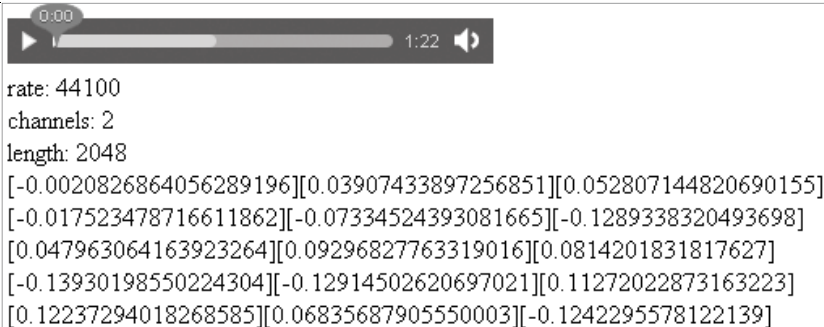 0:00
1:22
rate: 44100
channels: 2
length: 2048
[-0.0020826864056289196][0.03907433897256851][0.052807144820690155]
[-0.017523478716611862][-0.07334524393081665][-0.1289338320493698]
[0.047963064163923264][0.09296827763319016][0.0814201831817627]
[-0.13930198550224304][-0.12914502620697021][0.11272022873163223]
[0.12237294018268585][0.06835687905550003][-0.1242295578122139]